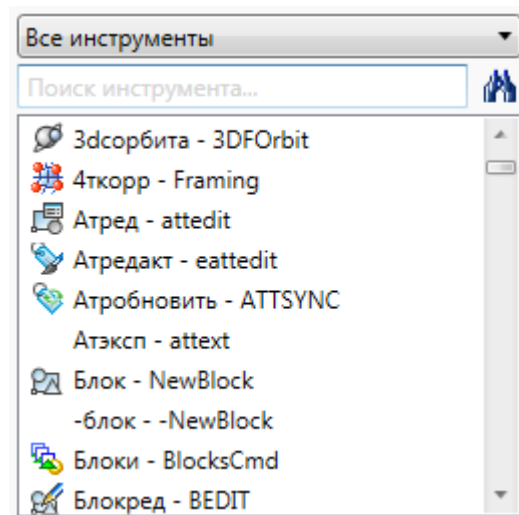 Все инструменты
Поиск инструмента...
3dсорбита - 3DFOrbit
4ткорр - Framing
Атред - attedit
Атредакт - eattedit
Атробновить - ATTSYNC
Атэксп - attext
Блок - NewBlock
-блок - -NewBlock
Блоки - BlocksCmd
Блокред - BEDIT